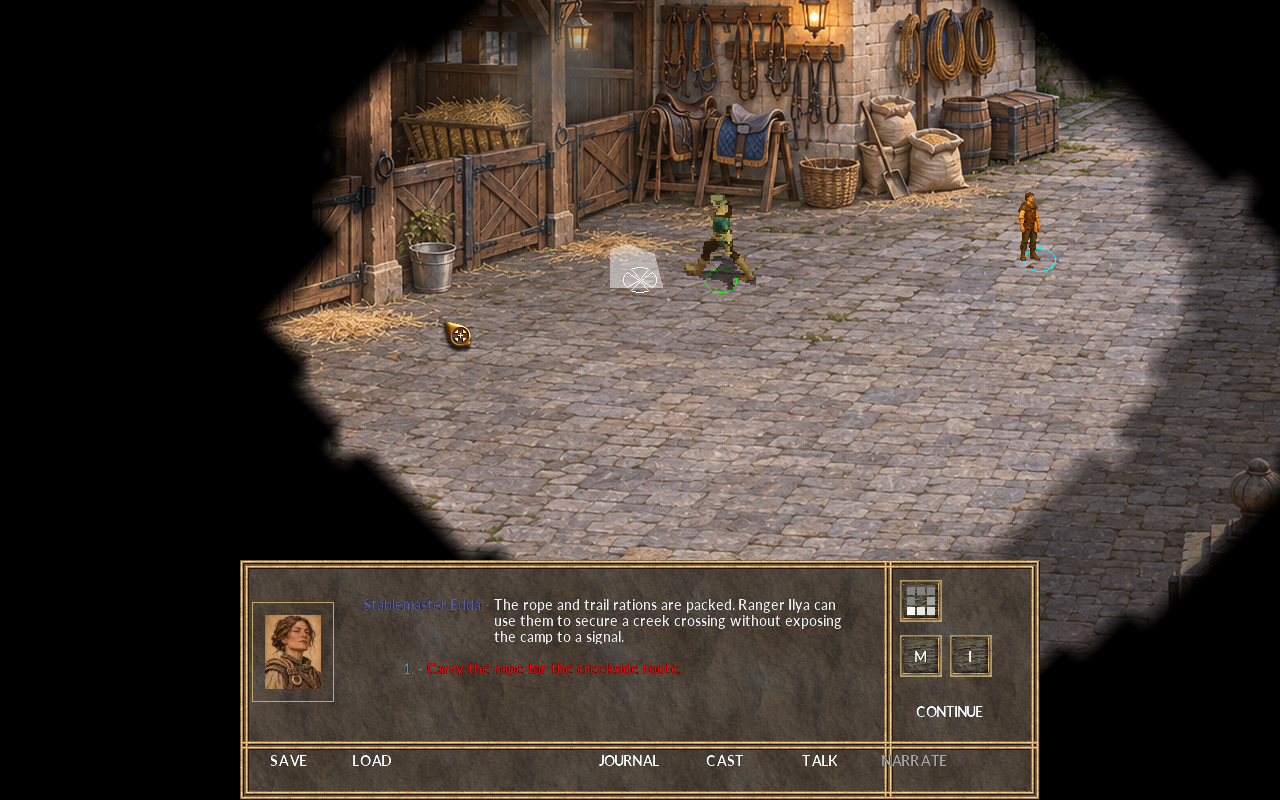 Stablemaster Edda - The rope and trail rations are packed. Ranger Ilya can
use them to secure a creek crossing without exposing
the camp to a signal.
1. - Carry the rope for the creekside route.
M I
CONTINUE
SAVE LOAD JOURNAL CAST TALK NARRATE